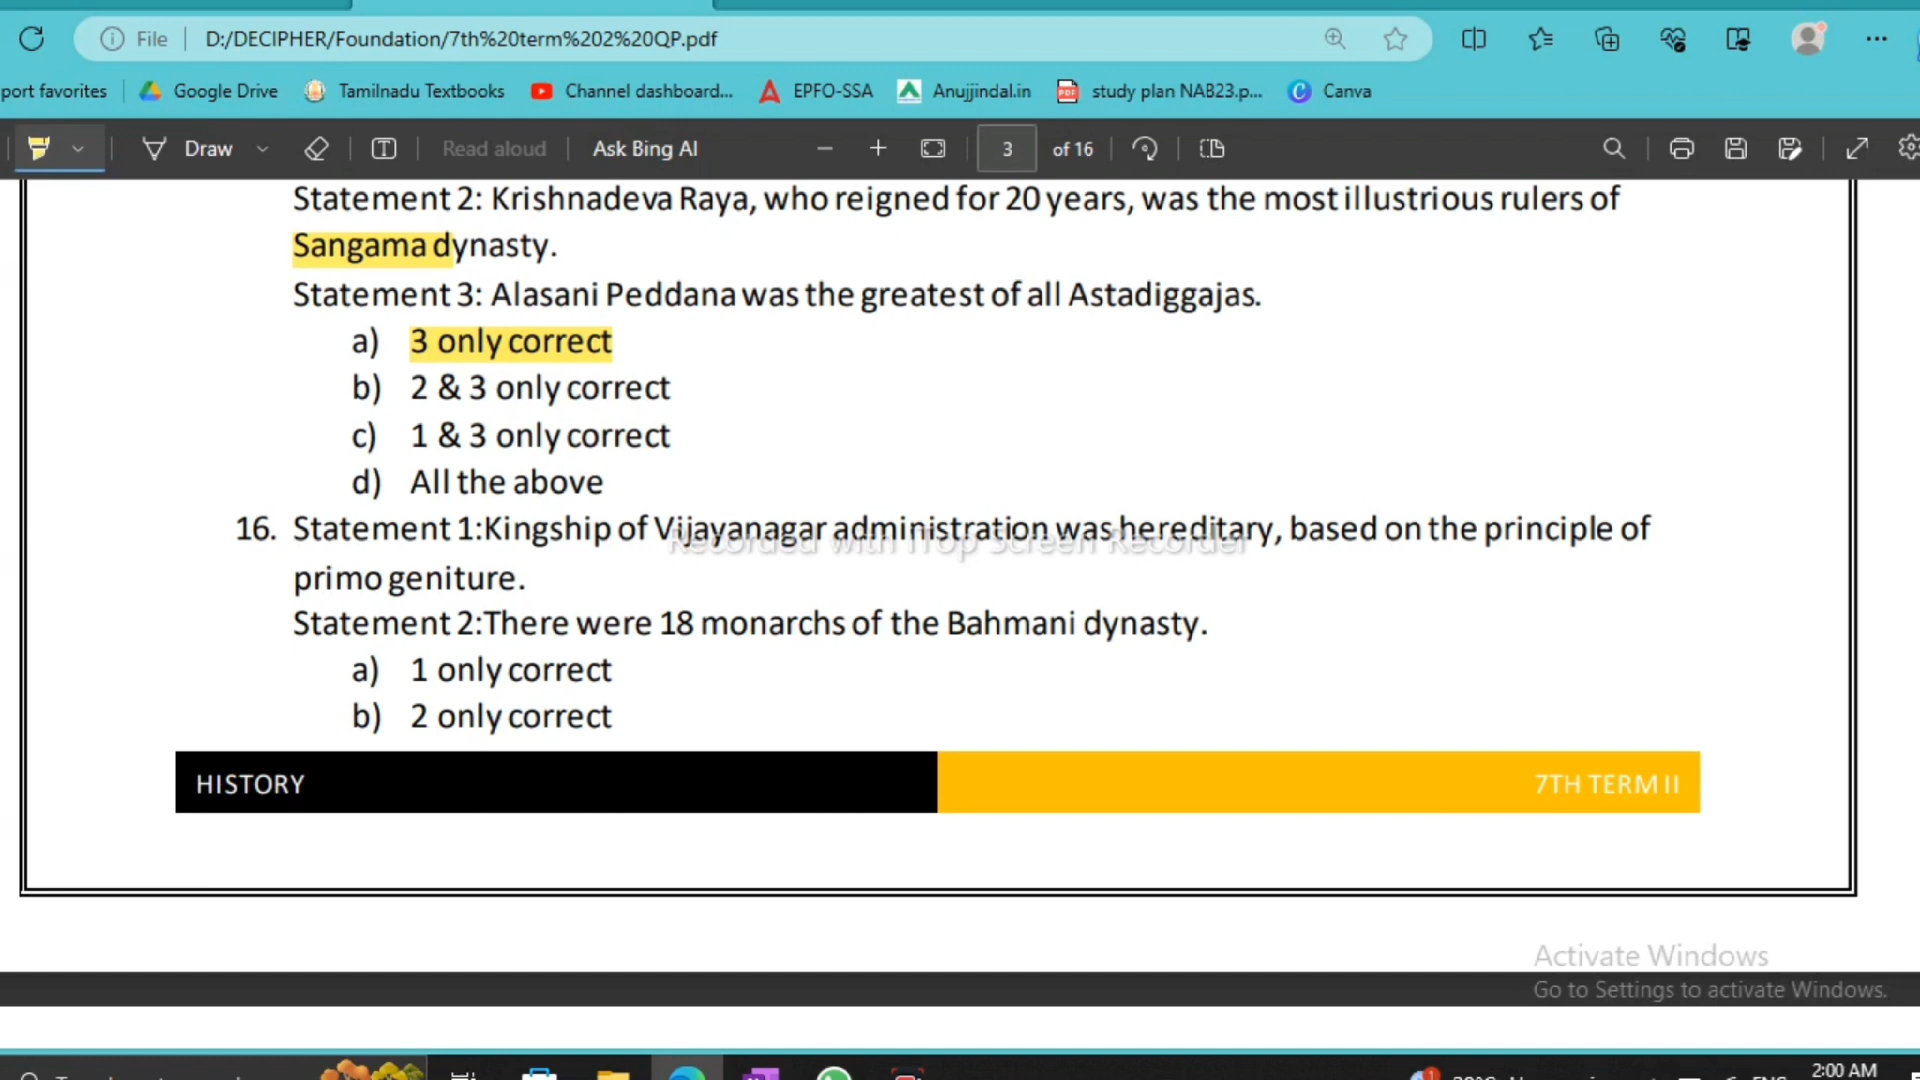 File D:/DECIPHER/Foundation/7th%20term%202%20QP.pdf
port favorites Google Drive Tamilnadu Textbooks Channel dashboard... EPFO-SSA Anujjindal.in study plan NAB23.p... Canva
Draw Read aloud Ask Bing AI 3 of 16
Statement 2: Krishnadeva Raya, who reigned for 20 years, was the most illustrious rulers of
Sangama dynasty.
Statement 3: Alasani Peddana was the greatest of all Astadiggajas.
a) 3 only correct
b) 2 & 3 only correct
c) 1 & 3 only correct
d) All the above
16. Statement 1:Kingship of Vijayanagar administration was hereditary, based on the principle of
Recorded with iTop Screen Recorder
primo geniture.
Statement 2:There were 18 monarchs of the Bahmani dynasty.
a) 1 only correct
b) 2 only correct
HISTORY 7TH TERM II
Activate Windows
Go to Settings to activate Windows.
2:00 AM